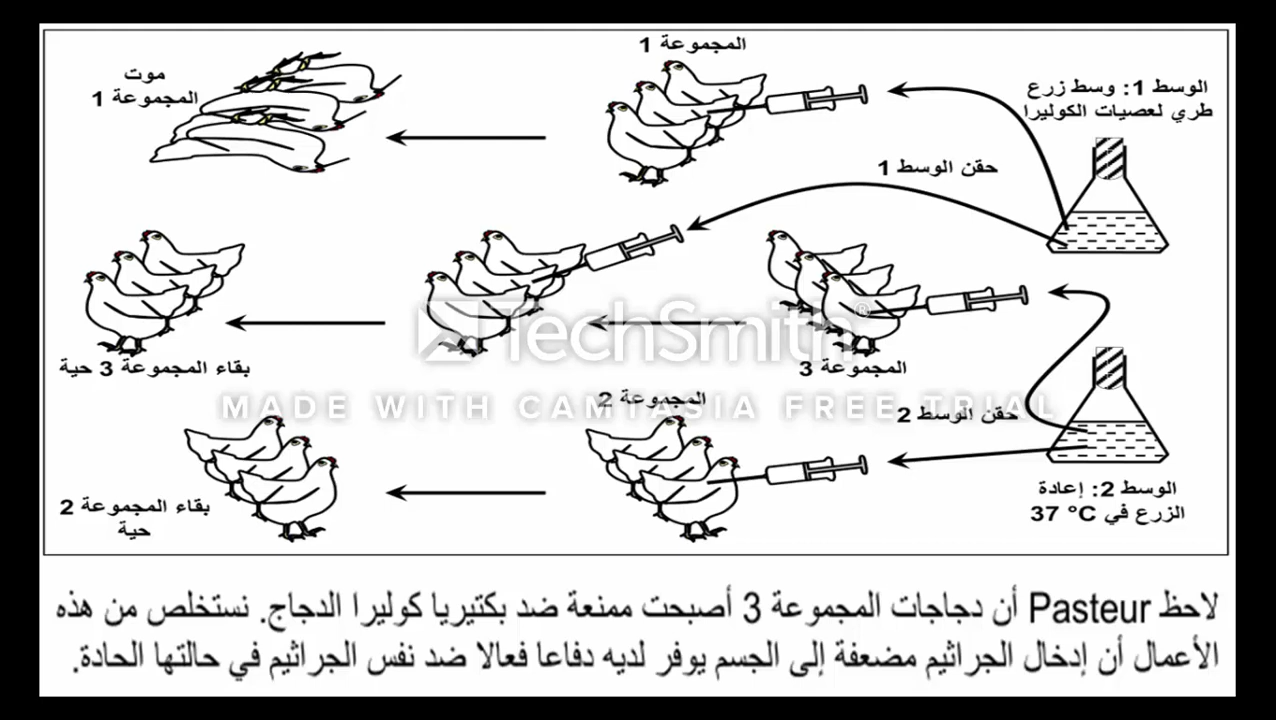 المجموعة 1
الوسط 1: وسط زرع
طري لعصيات الكوليرا
موت
المجموعة 1
حقن الوسط 1
المجموعة 3
بقاء المجموعة 3 حية
TechSmith®
MADE WITH CAMTASIA FREE TRIAL
المجموعة 2
حقن الوسط 2
الوسط 2: إعادة
الزرع في 37 °C
بقاء المجموعة 2
حية
لاحظ Pasteur أن دجاجات المجموعة 3 أصبحت ممنعة ضد بكتيريا كوليرا الدجاج. نستخلص من هذه
الأعمال أن إدخال الجراثيم مضعفة إلى الجسم يوفر لديه دفاعا فعالا ضد نفس الجراثيم في حالتها الحادة.